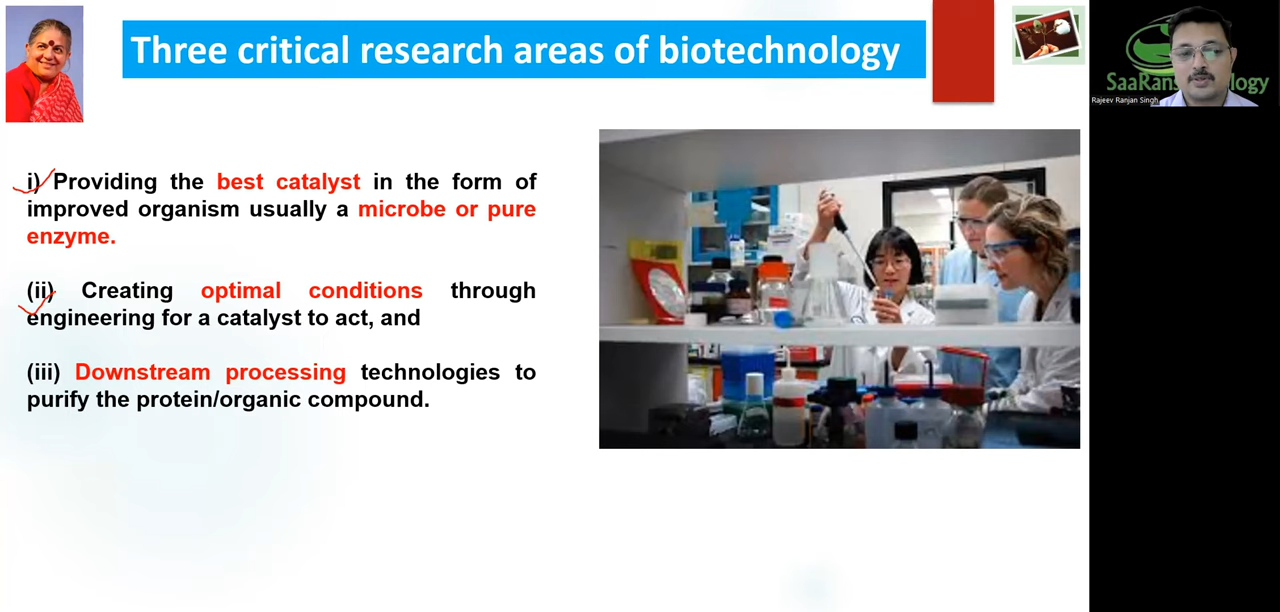 Three critical research areas of biotechnology
i) Providing the best catalyst in the form of
improved organism usually a microbe or pure
enzyme.
(ii) Creating optimal conditions through
engineering for a catalyst to act, and
(iii) Downstream processing technologies to
purify the protein/organic compound.
Rajeev Ranjan Singh